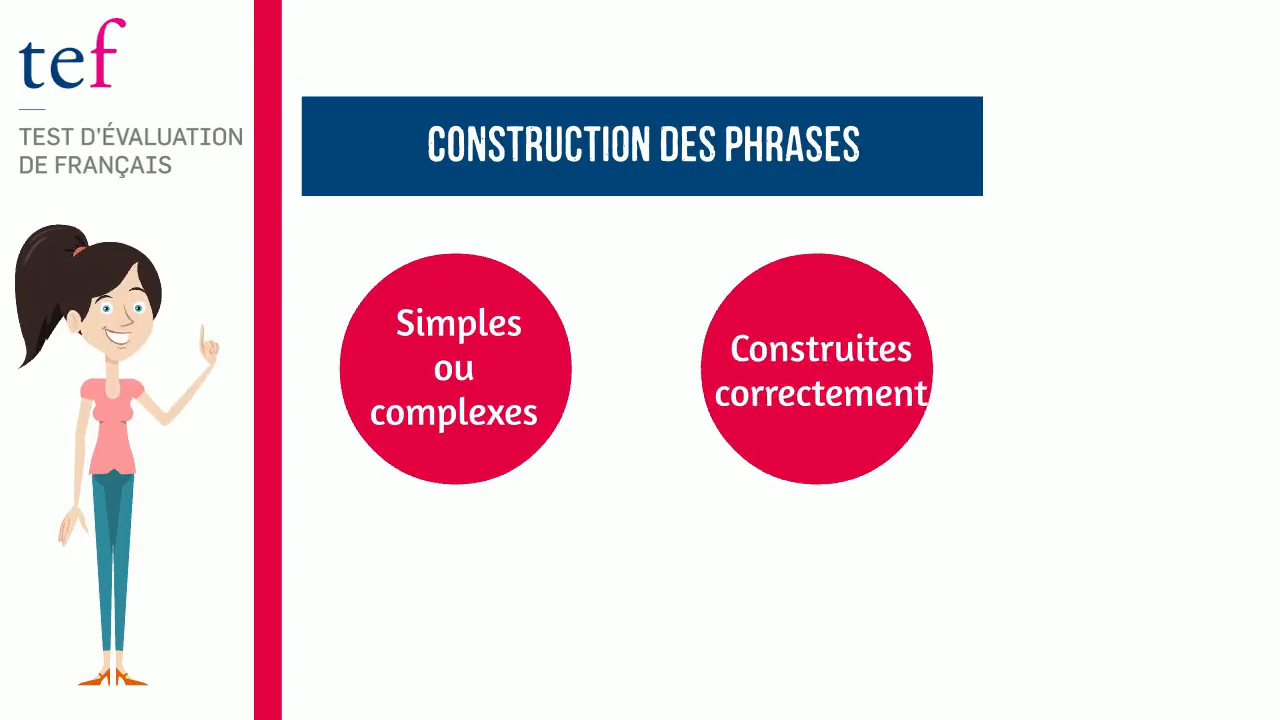 tef
TEST D'ÉVALUATION
DE FRANÇAIS
CONSTRUCTION DES PHRASES
Simples
ou
complexes
Construites
correctement